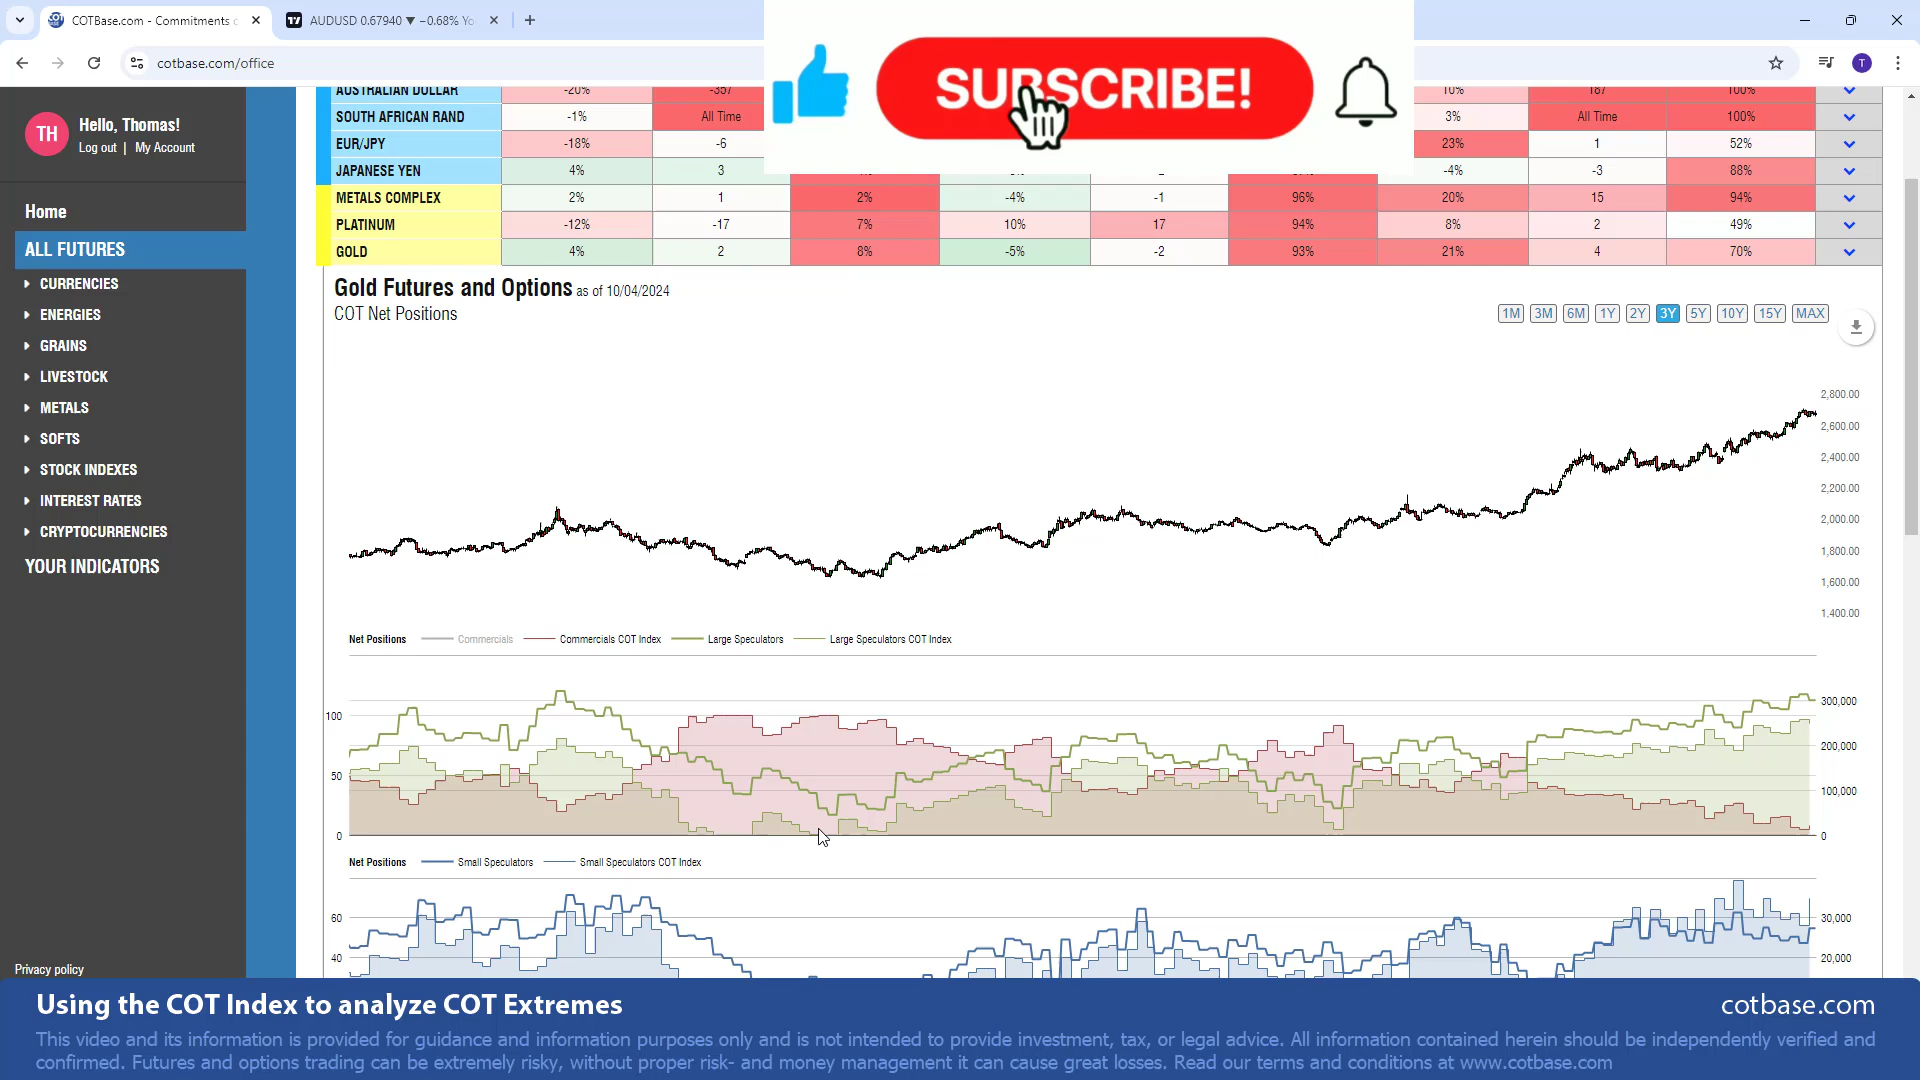 COTBase.com - Commitments o
AUDUSD 0.67940 ▼ −0.68% Yo
cotbase.com/office
T
SUBSCRIBE!
TH
Hello, Thomas!
Log out | My Account
Home
ALL FUTURES
CURRENCIES
ENERGIES
GRAINS
LIVESTOCK
METALS
SOFTS
STOCK INDEXES
INTEREST RATES
CRYPTOCURRENCIES
YOUR INDICATORS
Privacy policy
AUSTRALIAN DOLLAR -20% -357 10% 187 100%
SOUTH AFRICAN RAND -1% All Time 3% All Time 100%
EUR/JPY -18% -6 23% 1 52%
JAPANESE YEN 4% 3 -4% -3 88%
METALS COMPLEX 2% 1 2% -4% -1 96% 20% 15 94%
PLATINUM -12% -17 7% 10% 17 94% 8% 2 49%
GOLD 4% 2 8% -5% -2 93% 21% 4 70%
Gold Futures and Options as of 10/04/2024
COT Net Positions
1M 3M 6M 1Y 2Y 3Y 5Y 10Y 15Y MAX
2,800.00
2,600.00
2,400.00
2,200.00
2,000.00
1,800.00
1,600.00
1,400.00
Net Positions Commercials Commercials COT Index Large Speculators Large Speculators COT Index
100
50
0
300,000
200,000
100,000
0
Net Positions Small Speculators Small Speculators COT Index
60
40
30,000
20,000
Using the COT Index to analyze COT Extremes
cotbase.com
This video and its information is provided for guidance and information purposes only and is not intended to provide investment, tax, or legal advice. All information contained herein should be independently verified and
confirmed. Futures and options trading can be extremely risky, without proper risk- and money management it can cause great losses. Read our terms and conditions at www.cotbase.com